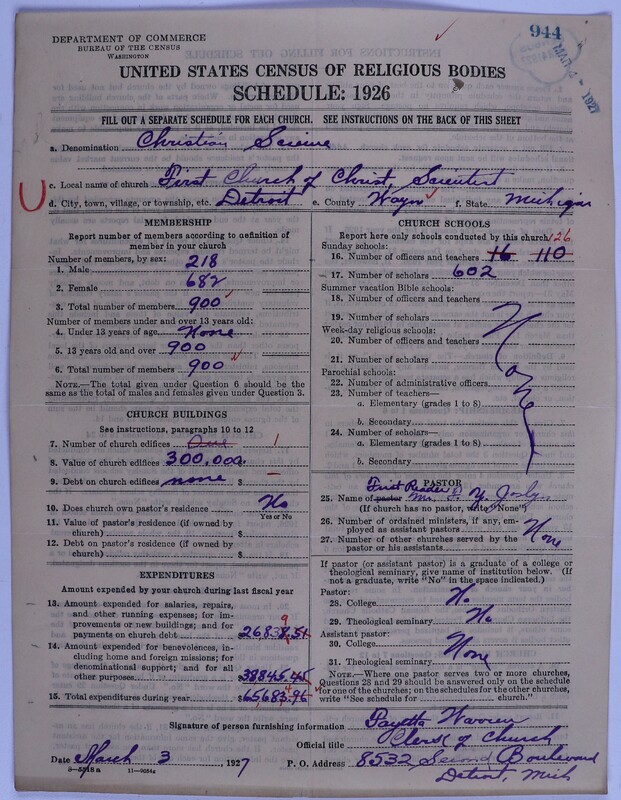 DEPARTMENT OF COMMERCE
BUREAU OF THE CENSUS
WASHINGTON
944
UNITED STATES CENSUS OF RELIGIOUS BODIES
SCHEDULE: 1926
FILL OUT A SEPARATE SCHEDULE FOR EACH CHURCH. SEE INSTRUCTIONS ON THE BACK OF THIS SHEET
a. Denomination Christian Science
c. Local name of church First Church of Christ, Scientist
d. City, town, village, or township, etc. Detroit e. County Wayne f. State Michigan
MEMBERSHIP
Report number of members according to definition of member in your church
Number of members, by sex:
1. Male 218
2. Female 682
3. Total number of members 900
Number of members under and over 13 years old:
4. Under 13 years of age None
5. 13 years old and over 900
6. Total number of members 900
NOTE.—The total given under Question 6 should be the
same as the total of males and females given under Question 3.
CHURCH BUILDINGS
See instructions, paragraphs 10 to 12
7. Number of church edifices One 1
8. Value of church edifices $ 300,000
9. Debt on church edifices $ none —
10. Does church own pastor's residence No
Yes or No
11. Value of pastor's residence (if owned by
church) $
12. Debt on pastor's residence (if owned by
church) $
EXPENDITURES
Amount expended by your church during last fiscal year
13. Amount expended for salaries, repairs,
and other running expenses; for im-
provements or new buildings; and for
payments on church debt $ 26838.51 9
14. Amount expended for benevolences,
including home and foreign missions; for
denominational support; and for all
other purposes $ 38845.45
15. Total expenditures during year $ 65683.96 4
CHURCH SCHOOLS
Report here only schools conducted by this church
Sunday schools: 126
16. Number of officers and teachers 16 110
17. Number of scholars 602
Summer vacation Bible schools:
18. Number of officers and teachers
19. Number of scholars
Week-day religious schools:
20. Number of officers and teachers
21. Number of scholars
Parochial schools:
22. Number of administrative officers
23. Number of teachers—
a. Elementary (grades 1 to 8)
b. Secondary
24. Number of scholars—
a. Elementary (grades 1 to 8)
b. Secondary
None
PASTOR
First Reader
25. Name of pastor Mr.
(If church has no pastor, write "None")
26. Number of ordained ministers, if any, em-
ployed as assistant pastors
27. Number of other churches served by the
pastor or his assistants
None
If pastor (or assistant pastor) is a graduate of a college or
theological seminary, give name of institution below. (If
not a graduate, write "No" in the space indicated.)
Pastor:
28. College No
29. Theological seminary No
Assistant pastor:
30. College
31. Theological seminary
None
NOTE.—Where one pastor serves two or more churches,
Questions 28 and 29 should be answered only on the schedule
for one of the churches; on the schedules for the other churches,
write "See schedule for church."
Signature of person furnishing information Payetta Warren
Official title Clerk of Church
Date March 3, 1927 P. O. Address 8532 Second Boulevard
Detroit, Mich
8—5518a 11—9054g